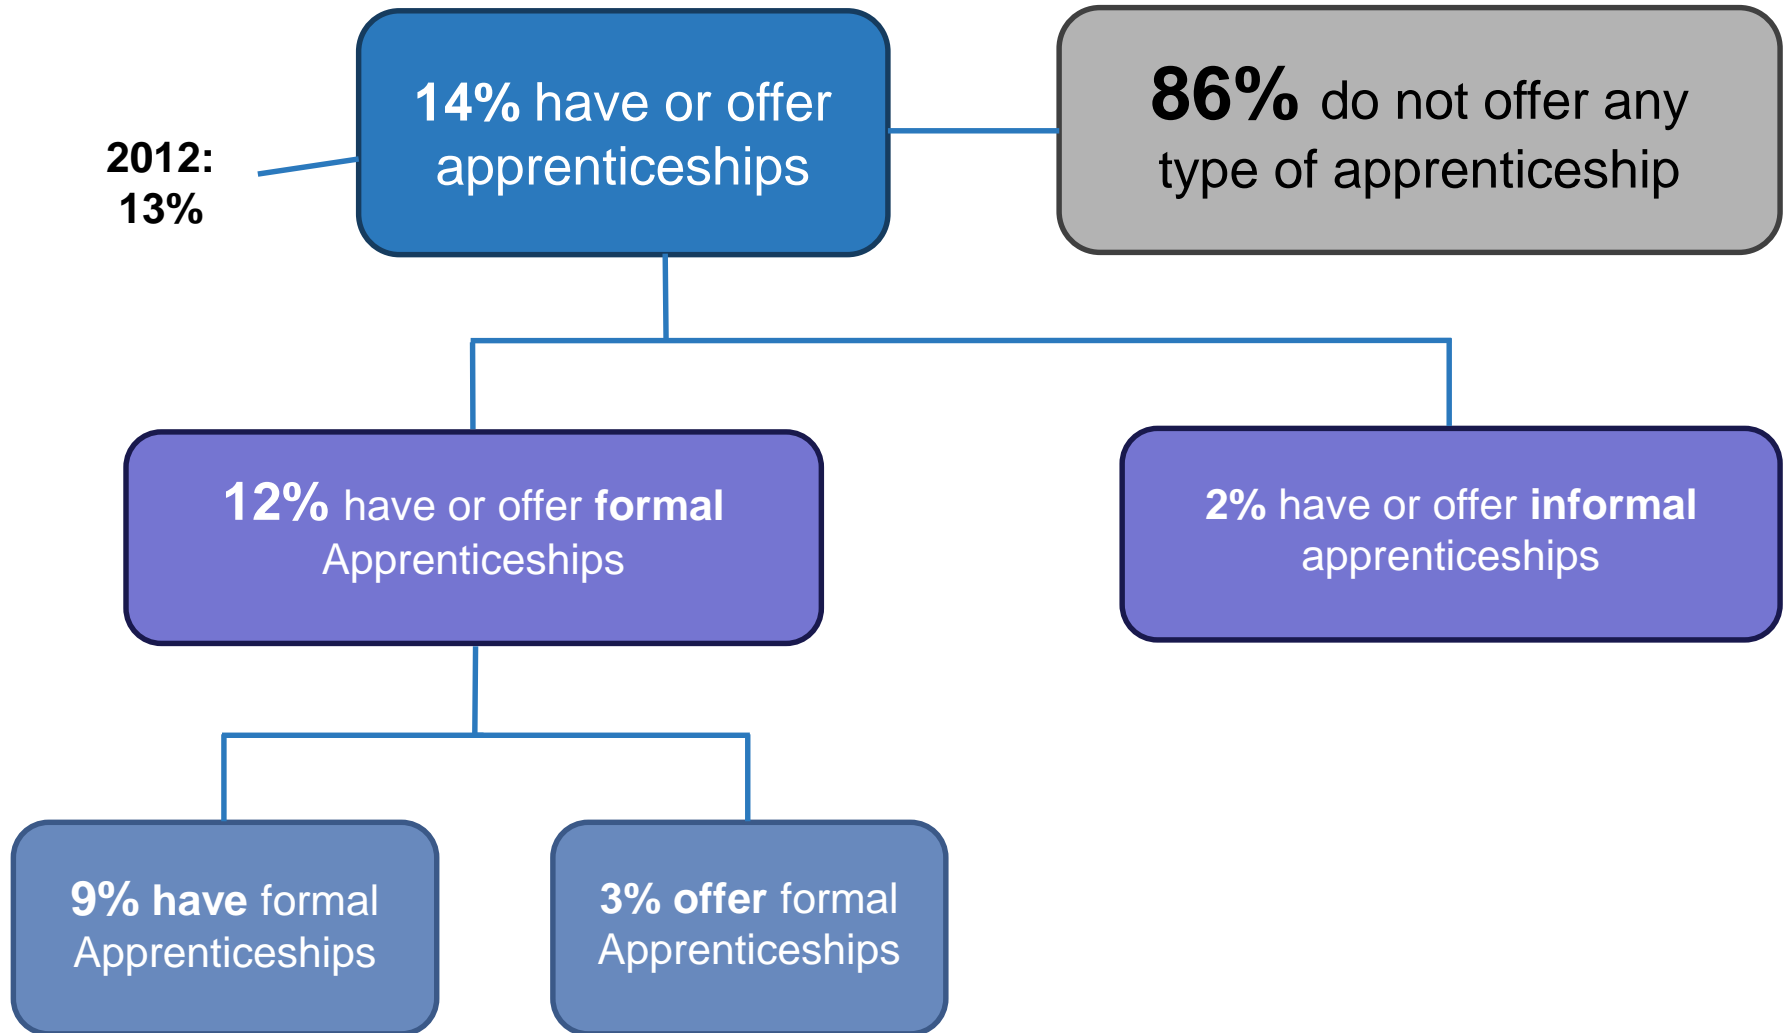 14% have or offer
apprenticeships
86% do not offer any
type of apprenticeship
2012:
13%
12% have or offer formal
Apprenticeships
2% have or offer informal
apprenticeships
9% have formal
Apprenticeships
3% offer formal
Apprenticeships